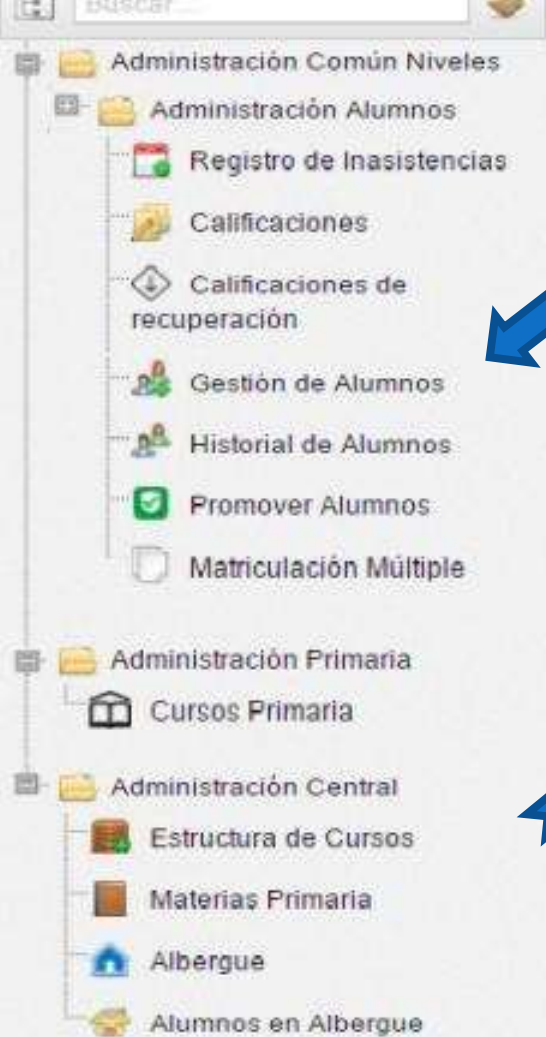 Buscar...
Administración Común Niveles
Administración Alumnos
Registro de Inasistencias
Calificaciones
Calificaciones de
recuperación
Gestión de Alumnos
Historial de Alumnos
Promover Alumnos
Matriculación Múltiple
Administración Primaria
Cursos Primaria
Administración Central
Estructura de Cursos
Materias Primaria
Albergue
Alumnos en Albergue